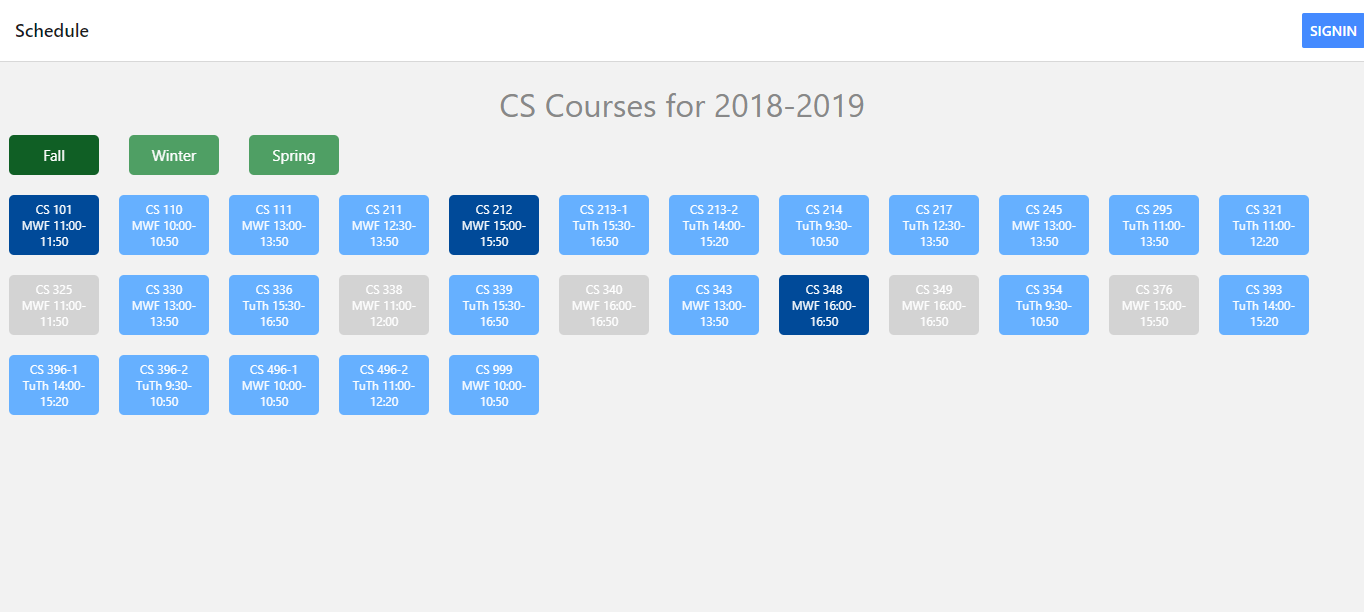 Schedule
SIGNIN
CS Courses for 2018-2019
Fall
Winter
Spring
CS 101
MWF 11:00-
11:50
CS 110
MWF 10:00-
10:50
CS 111
MWF 13:00-
13:50
CS 211
MWF 12:30-
13:50
CS 212
MWF 15:00-
15:50
CS 213-1
TuTh 15:30-
16:50
CS 213-2
TuTh 14:00-
15:20
CS 214
TuTh 9:30-
10:50
CS 217
TuTh 12:30-
13:50
CS 245
MWF 13:00-
13:50
CS 295
TuTh 11:00-
13:50
CS 321
TuTh 11:00-
12:20
CS 325
MWF 11:00-
11:50
CS 330
MWF 13:00-
13:50
CS 336
TuTh 15:30-
16:50
CS 338
MWF 11:00-
12:00
CS 339
TuTh 15:30-
16:50
CS 340
MWF 16:00-
16:50
CS 343
MWF 13:00-
13:50
CS 348
MWF 16:00-
16:50
CS 349
MWF 16:00-
16:50
CS 354
TuTh 9:30-
10:50
CS 376
MWF 15:00-
15:50
CS 393
TuTh 14:00-
15:20
CS 396-1
TuTh 14:00-
15:20
CS 396-2
TuTh 9:30-
10:50
CS 496-1
MWF 10:00-
10:50
CS 496-2
TuTh 11:00-
12:20
CS 999
MWF 10:00-
10:50